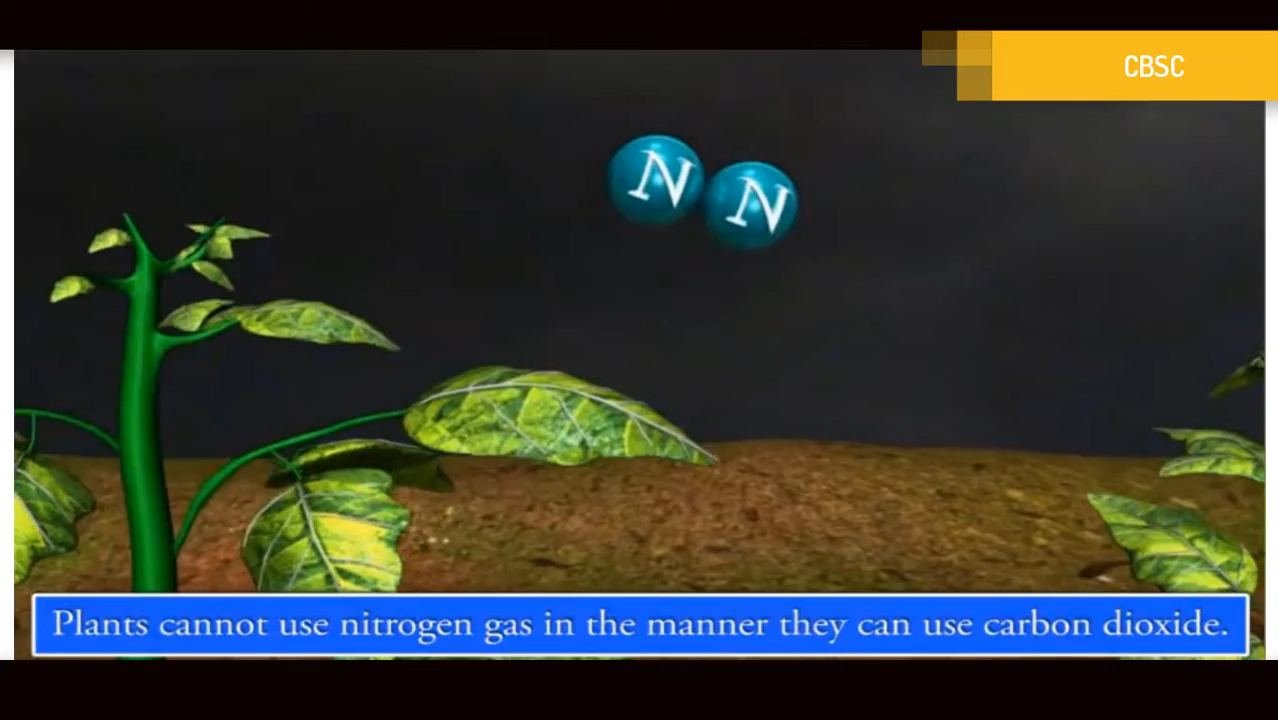 CBSC
N N
Plants cannot use nitrogen gas in the manner they can use carbon dioxide.